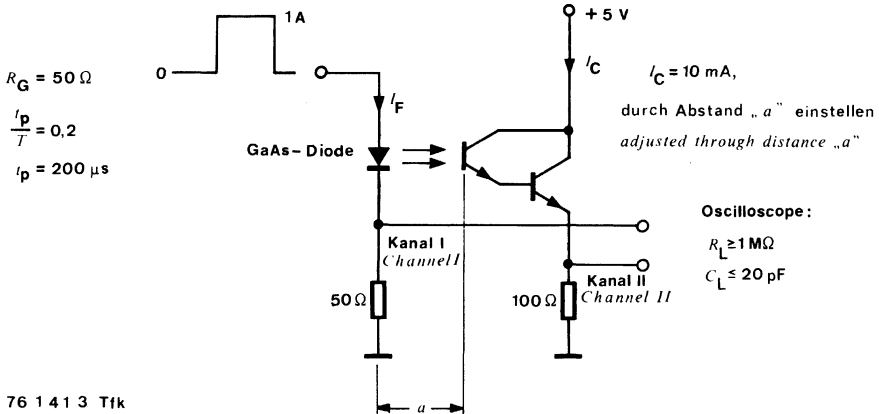 1A
0
R_G = 50 Ω
t_p/T = 0,2
t_p = 200 µs
I_F
GaAs-Diode
+ 5 V
I_C
I_C = 10 mA,
durch Abstand „a” einstellen
adjusted through distance „a”
Oscilloscope:
R_L ≥ 1 MΩ
C_L ≤ 20 pF
Kanal I
Channel I
Kanal II
Channel II
50 Ω
100 Ω
a
76 1413 Tfk